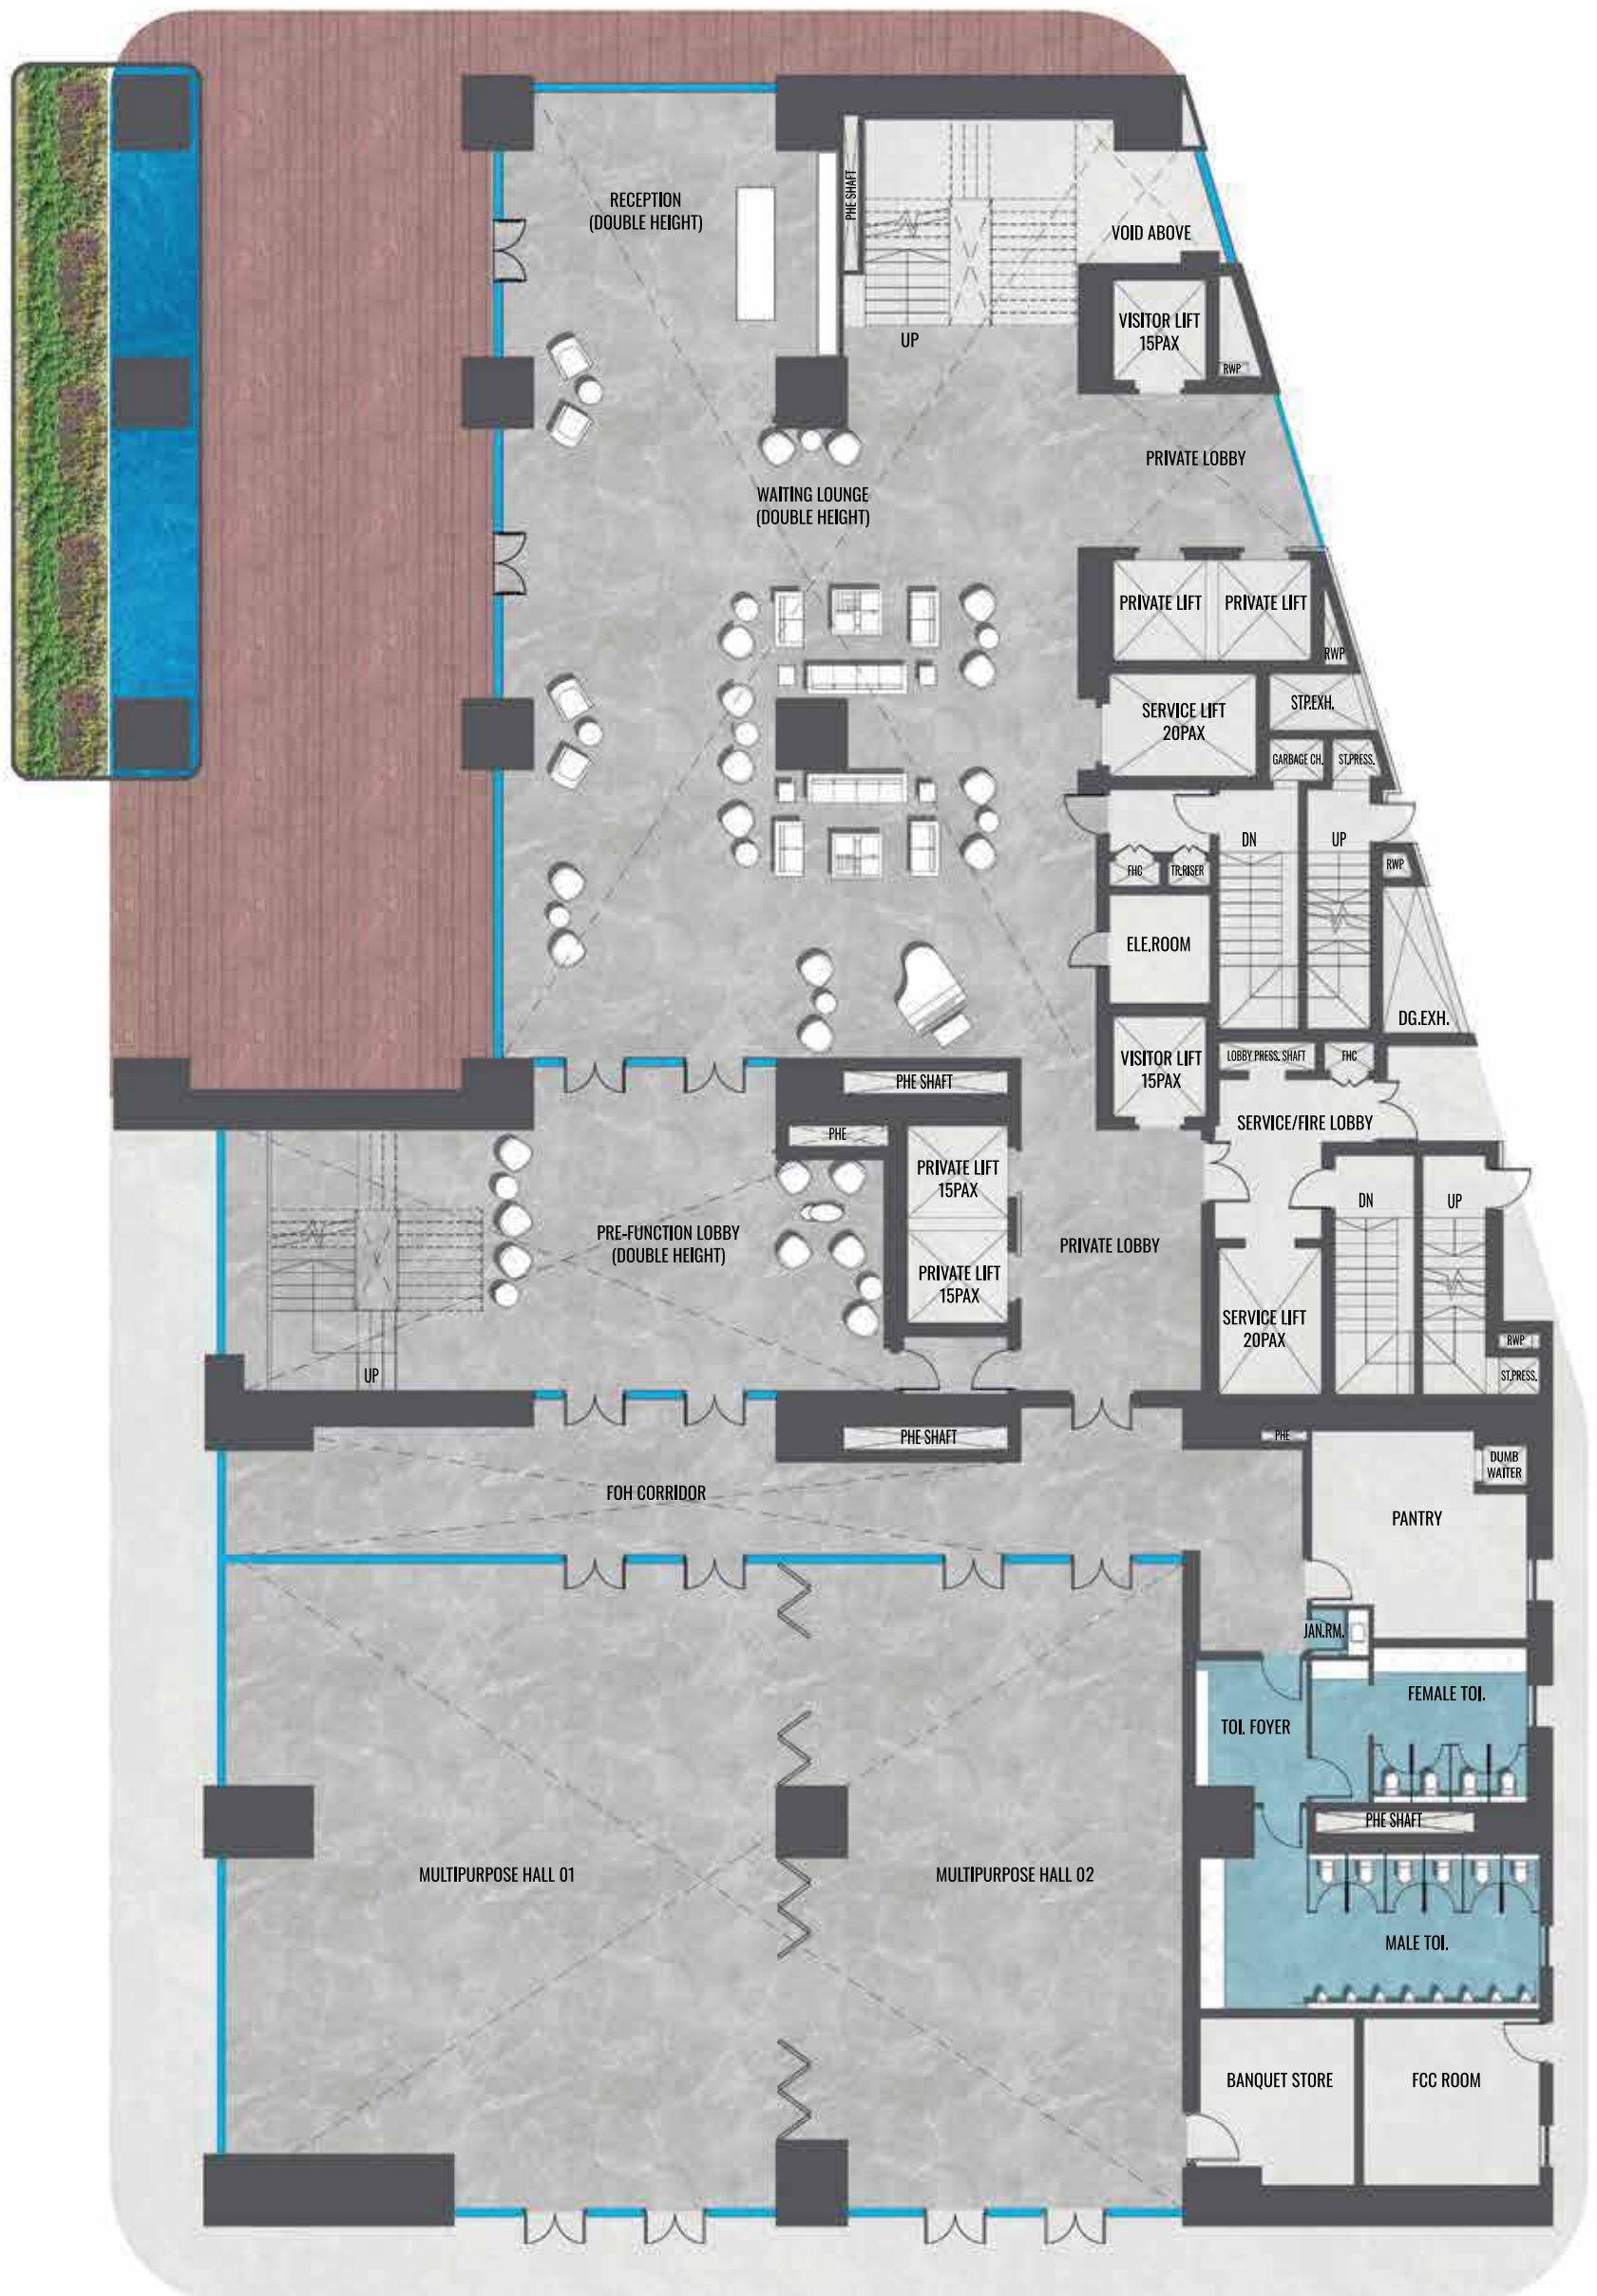 RECEPTION
(DOUBLE HEIGHT)
PHE SHAFT
VOID ABOVE
UP
VISITOR LIFT
15PAX
RWP
PRIVATE LOBBY
WAITING LOUNGE
(DOUBLE HEIGHT)
PRIVATE LIFT
PRIVATE LIFT
RWP
SERVICE LIFT
20PAX
STP.EXH.
GARBAGE CH.
ST.PRESS.
DN
UP
FHC
TR.RISER
RWP
ELE.ROOM
DG.EXH.
VISITOR LIFT
15PAX
LOBBY PRESS. SHAFT
FHC
PHE SHAFT
SERVICE/FIRE LOBBY
PHE
PRIVATE LIFT
15PAX
DN
UP
PRE-FUNCTION LOBBY
(DOUBLE HEIGHT)
PRIVATE LOBBY
PRIVATE LIFT
15PAX
SERVICE LIFT
20PAX
RWP
UP
ST.PRESS.
PHE SHAFT
PHE
DUMB
WAITER
FOH CORRIDOR
PANTRY
JAN.RM.
FEMALE TOI.
TOI. FOYER
PHE SHAFT
MULTIPURPOSE HALL 01
MULTIPURPOSE HALL 02
MALE TOI.
BANQUET STORE
FCC ROOM